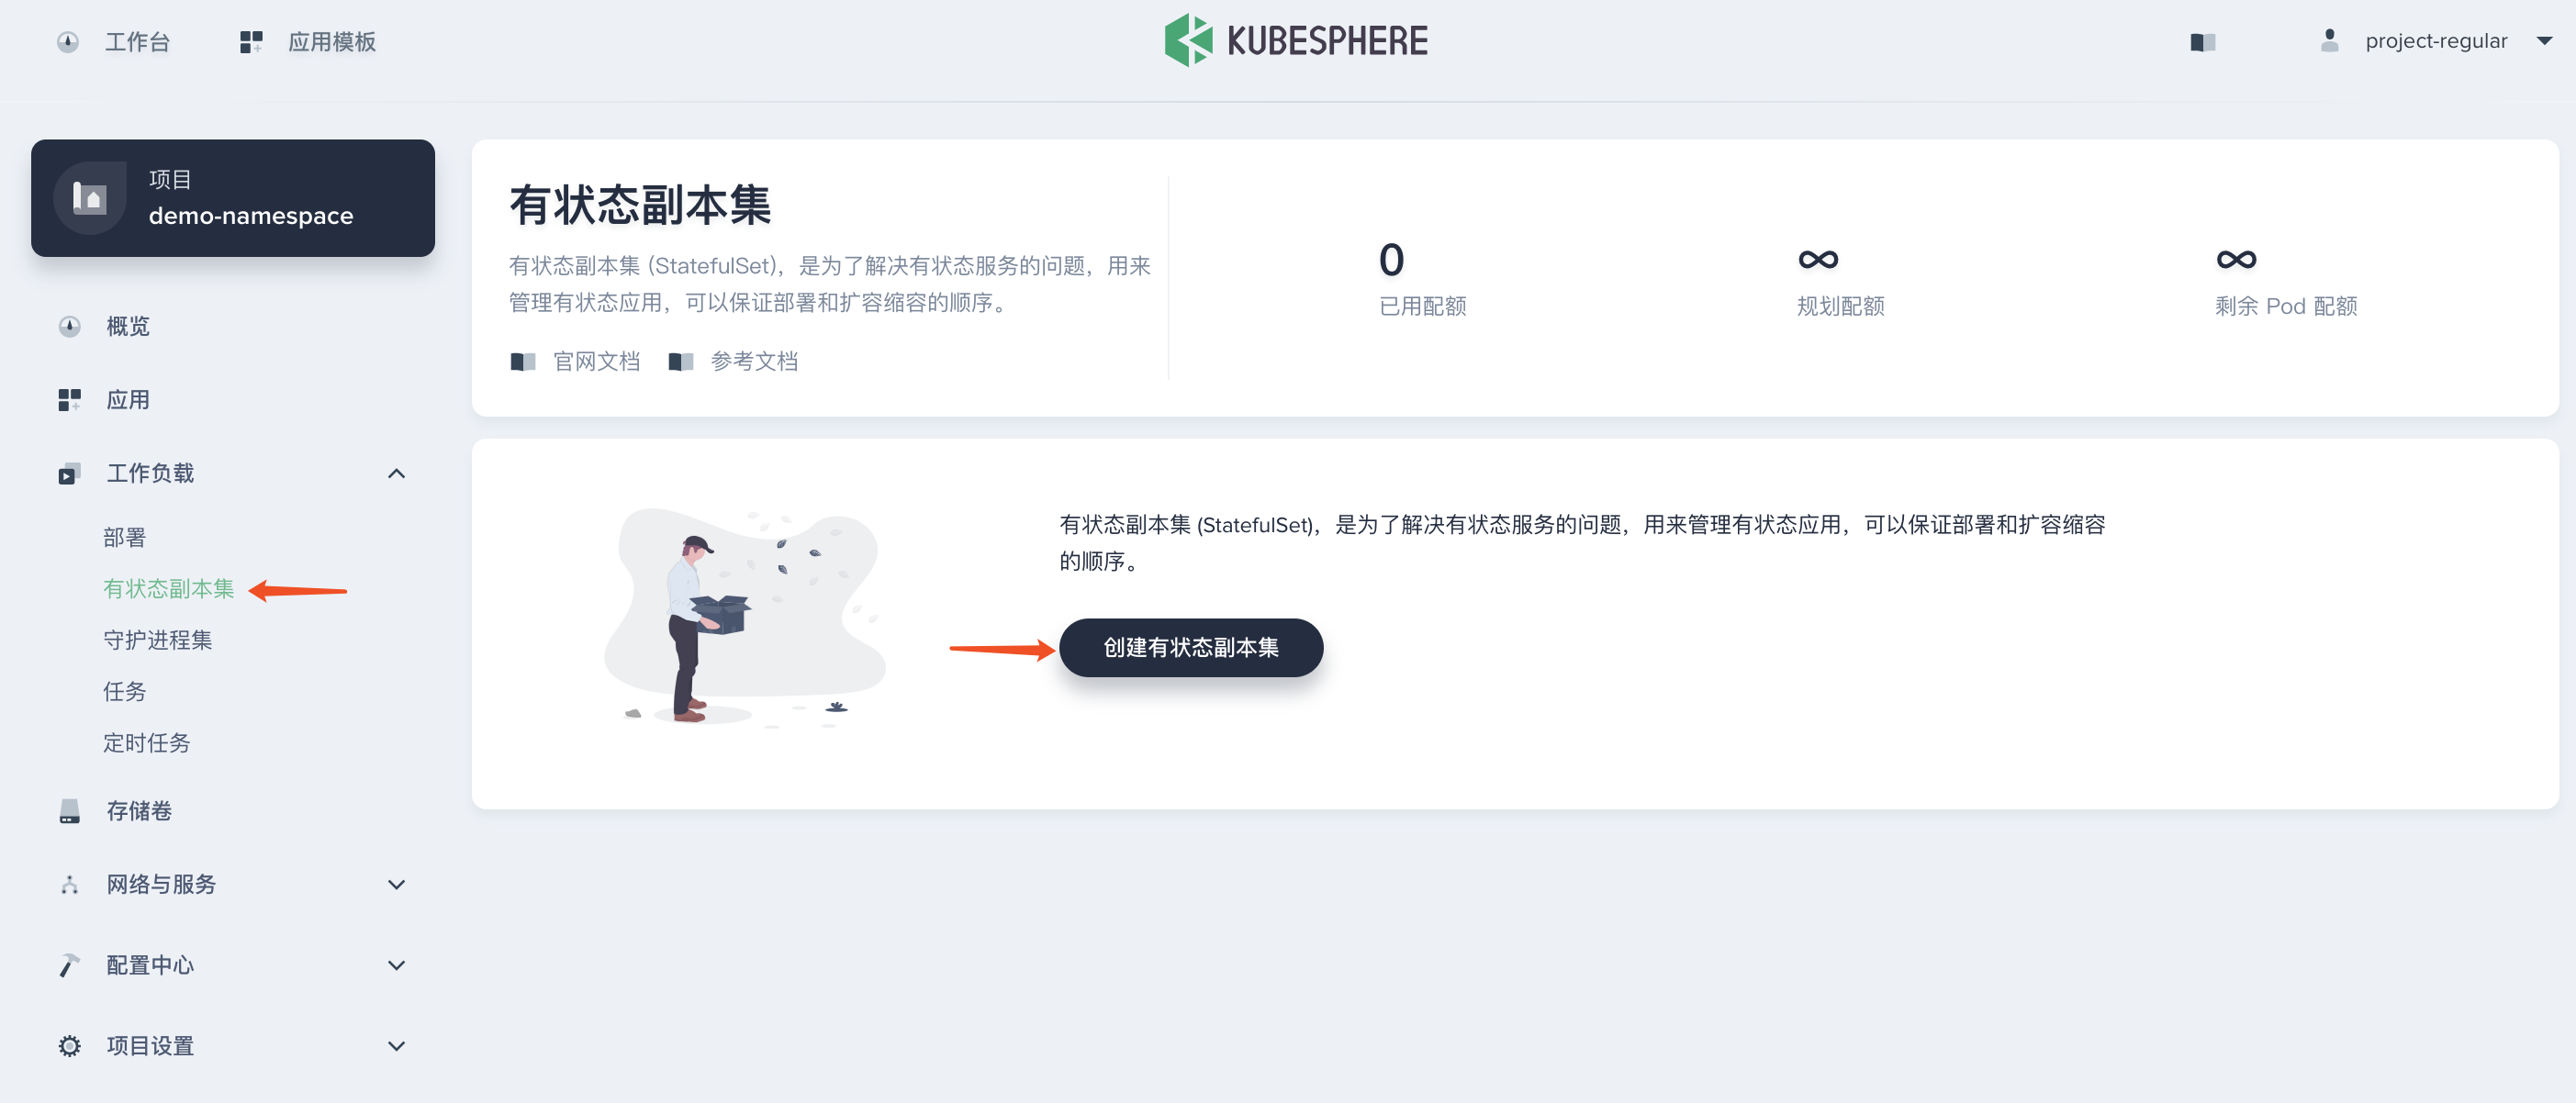 工作台
应用模板
KUBESPHERE
project-regular
项目
demo-namespace
概览
应用
工作负载
部署
有状态副本集
守护进程集
任务
定时任务
存储卷
网络与服务
配置中心
项目设置
有状态副本集
有状态副本集 (StatefulSet)，是为了解决有状态服务的问题，用来
管理有状态应用，可以保证部署和扩容缩容的顺序。
官网文档
参考文档
0
已用配额
∞
规划配额
∞
剩余 Pod 配额
有状态副本集 (StatefulSet)，是为了解决有状态服务的问题，用来管理有状态应用，可以保证部署和扩容缩容
的顺序。
创建有状态副本集